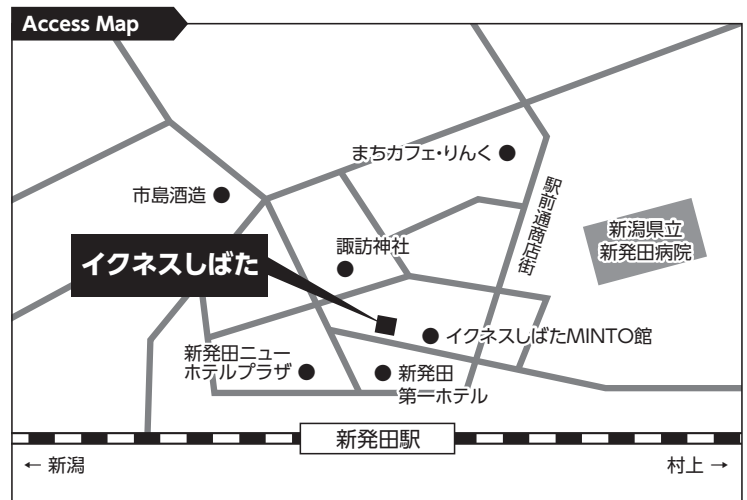 Access Map
まちカフェ・りんく
市島酒造
駅前通商店街
新潟県立
新発田病院
諏訪神社
イクネスしばた
イクネスしばたMINTO館
新発田ニュー
ホテルプラザ
新発田
第一ホテル
新発田駅
← 新潟
村上 →